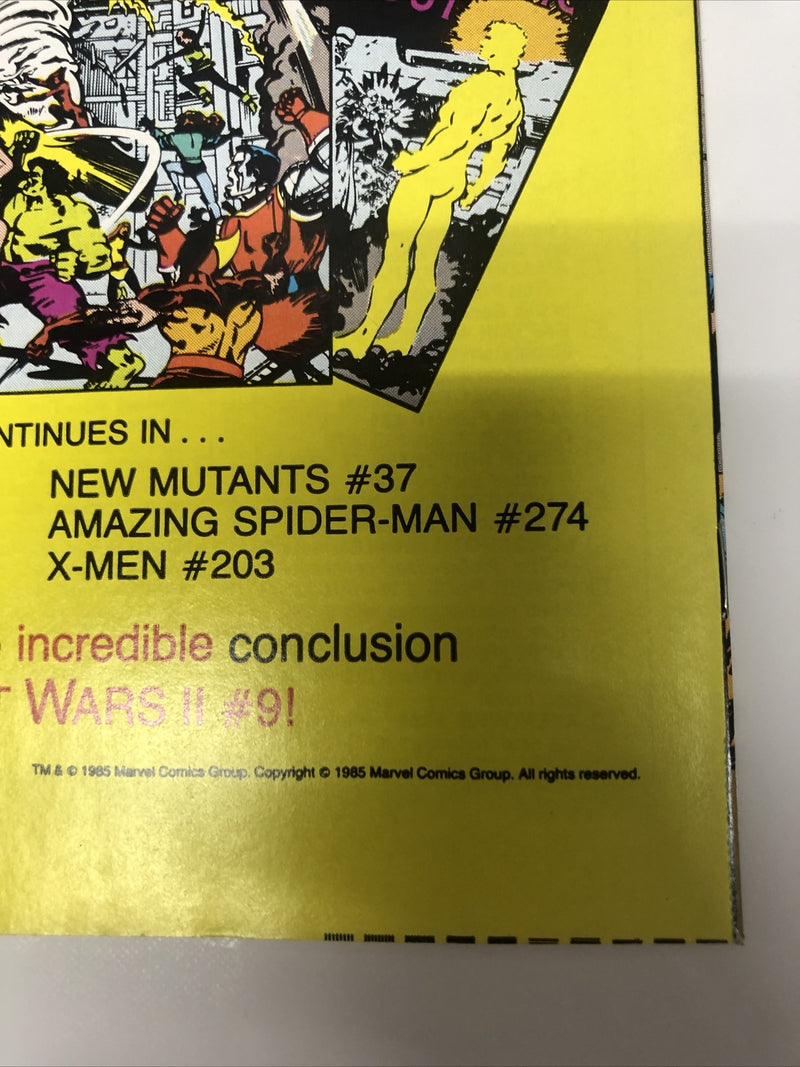 NTINUES IN . . .
NEW MUTANTS #37
AMAZING SPIDER-MAN #274
X-MEN #203
incredible conclusion
T WARS II #9!
TM & © 1985 Marvel Comics Group. Copyright © 1985 Marvel Comics Group. All rights reserved.